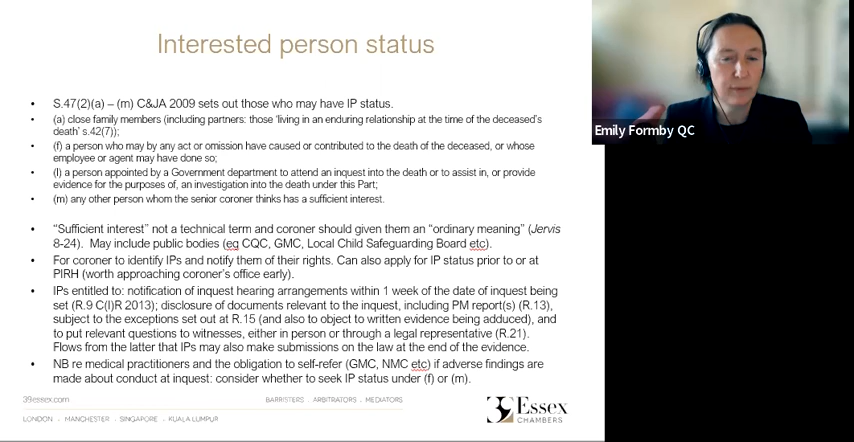 Interested person status
• S.47(2)(a) – (m) C&JA 2009 sets out those who may have IP status.
• (a) close family members (including partners: those 'living in an enduring relationship at the time of the deceased's
death' s.42(7));
• (f) a person who may by any act or omission have caused or contributed to the death of the deceased, or whose
employee or agent may have done so;
• (l) a person appointed by a Government department to attend an inquest into the death or to assist in, or provide
evidence for the purposes of, an investigation into the death under this Part;
• (m) any other person whom the senior coroner thinks has a sufficient interest.
• "Sufficient interest" not a technical term and coroner should given them an "ordinary meaning" (Jervis
8-24). May include public bodies (eg CQC, GMC, Local Child Safeguarding Board etc).
• For coroner to identify IPs and notify them of their rights. Can also apply for IP status prior to or at
PIRH (worth approaching coroner's office early).
• IPs entitled to: notification of inquest hearing arrangements within 1 week of the date of inquest being
set (R.9 C(I)R 2013); disclosure of documents relevant to the inquest, including PM report(s) (R.13),
subject to the exceptions set out at R.15 (and also to object to written evidence being adduced), and
to put relevant questions to witnesses, either in person or through a legal representative (R.21).
Flows from the latter that IPs may also make submissions on the law at the end of the evidence.
• NB re medical practitioners and the obligation to self-refer (GMC, NMC etc) if adverse findings are
made about conduct at inquest: consider whether to seek IP status under (f) or (m).
39essex.com
BARRISTERS . ARBITRATORS . MEDIATORS
LONDON . MANCHESTER . SINGAPORE . KUALA LUMPUR
39 Essex
CHAMBERS
Emily Formby QC